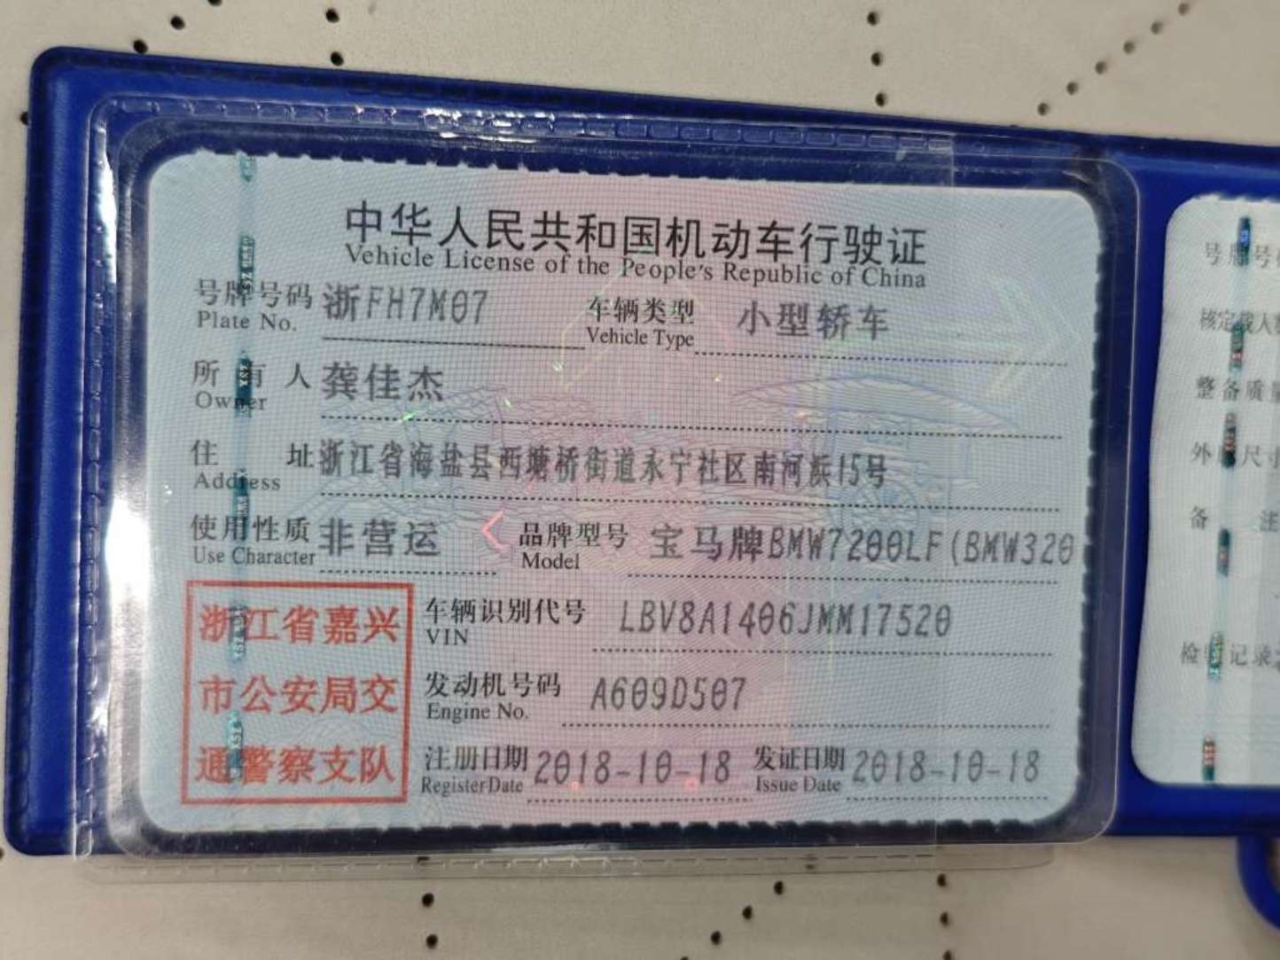 中华人民共和国机动车行驶证
Vehicle License of the People's Republic of China
号牌号码 浙FH7M07 车辆类型 小型轿车
Plate No. Vehicle Type
所有人 龚佳杰
Owner
住址 浙江省海盐县西塘桥街道永宁社区南河浜15号
Address
使用性质 非营运 品牌型号 宝马牌BMW7200LF(BMW320
Use Character Model
浙江省嘉兴
市公安局交
通警察支队
车辆识别代号 LBV8A1406JMM17520
VIN
发动机号码 A609D507
Engine No.
注册日期 2018-10-18 发证日期 2018-10-18
Register Date Issue Date
号牌号
核定载人
整备质量
外廓尺寸
备注
检验记录